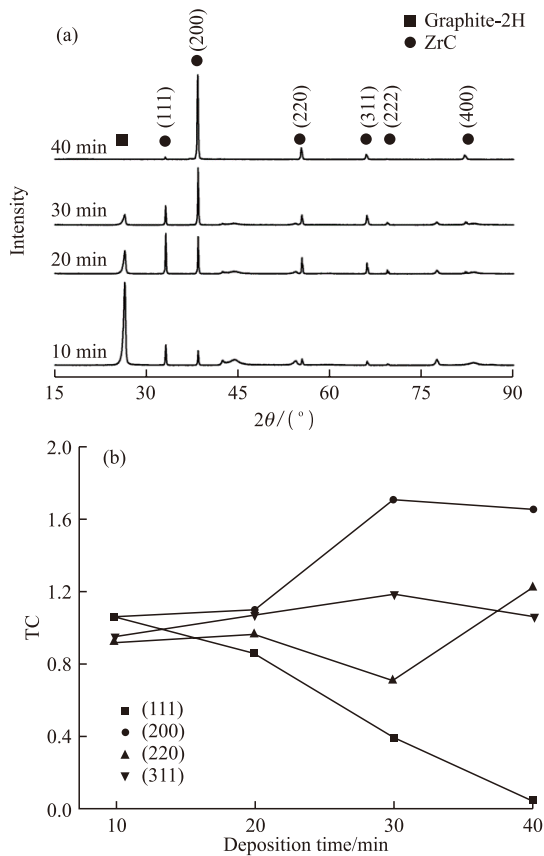 (a)
Graphite-2H
ZrC
(111)
(200)
(220)
(311)
(222)
(400)
40 min
30 min
20 min
10 min
Intensity
15 30 45 60 75 90
2θ/(°)
(b)
2.0
1.6
1.2
0.8
0.4
0.0
TC
(111)
(200)
(220)
(311)
10 20 30 40
Deposition time/min